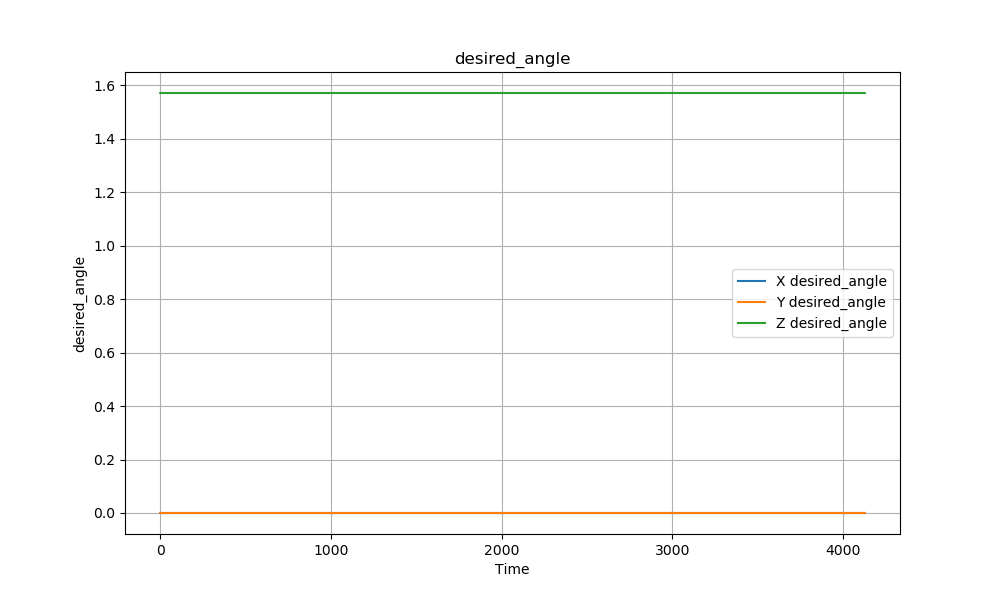 desired_angle
1.6
1.4
1.2
1.0
0.8
0.6
0.4
0.2
0.0
desired_angle
X desired_angle
Y desired_angle
Z desired_angle
0 1000 2000 3000 4000
Time